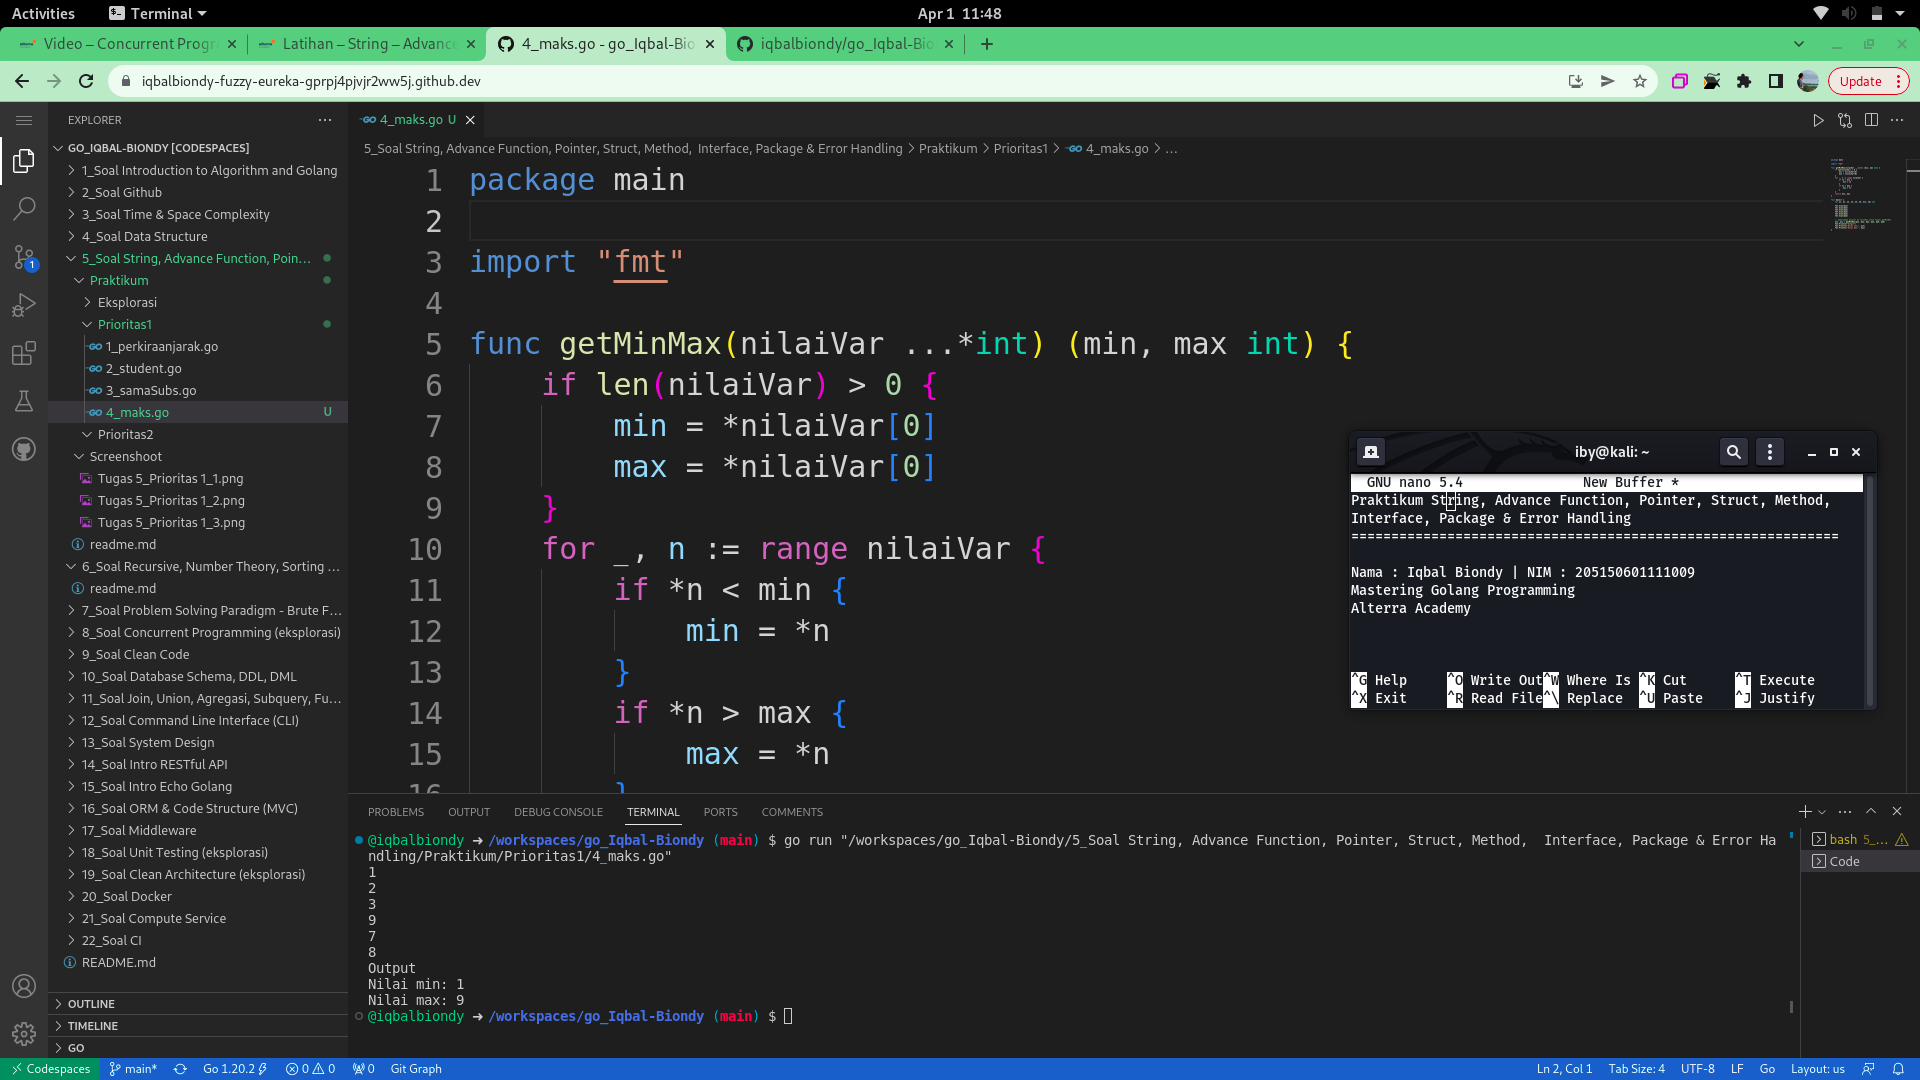 Activities
Terminal
Apr 1 11:48
Video – Concurrent Progr
Latihan – String – Advance
4_maks.go - go_Iqbal-Bio
iqbalbiondy/go_Iqbal-Bio
iqbalbiondy-fuzzy-eureka-gprpj4pjvjr2ww5j.github.dev
Update
EXPLORER
GO_IQBAL-BIONDY [CODESPACES]
1_Soal Introduction to Algorithm and Golang
2_Soal Github
3_Soal Time & Space Complexity
4_Soal Data Structure
5_Soal String, Advance Function, Poin...
Praktikum
Eksplorasi
Prioritas1
GO 1_perkiraanjarak.go
GO 2_student.go
GO 3_samaSubs.go
GO 4_maks.go U
Prioritas2
Screenshoot
Tugas 5_Prioritas 1_1.png
Tugas 5_Prioritas 1_2.png
Tugas 5_Prioritas 1_3.png
readme.md
6_Soal Recursive, Number Theory, Sorting ...
readme.md
7_Soal Problem Solving Paradigm - Brute F...
8_Soal Concurrent Programming (eksplorasi)
9_Soal Clean Code
10_Soal Database Schema, DDL, DML
11_Soal Join, Union, Agregasi, Subquery, Fu...
12_Soal Command Line Interface (CLI)
13_Soal System Design
14_Soal Intro RESTful API
15_Soal Intro Echo Golang
16_Soal ORM & Code Structure (MVC)
17_Soal Middleware
18_Soal Unit Testing (eksplorasi)
19_Soal Clean Architecture (eksplorasi)
20_Soal Docker
21_Soal Compute Service
22_Soal CI
README.md
OUTLINE
TIMELINE
GO
1
GO 4_maks.go U
5_Soal String, Advance Function, Pointer, Struct, Method,  Interface, Package & Error Handling > Praktikum > Prioritas1 > GO 4_maks.go > ...
1 package main
2
3 import "fmt"
4
5 func getMinMax(nilaiVar ...*int) (min, max int) {
6 if len(nilaiVar) > 0 {
7 min = *nilaiVar[0]
8 max = *nilaiVar[0]
9 }
10 for _, n := range nilaiVar {
11 if *n < min {
12 min = *n
13 }
14 if *n > max {
15 max = *n
16 }
iby@kali: ~
GNU nano 5.4 New Buffer *
Praktikum String, Advance Function, Pointer, Struct, Method,
Interface, Package & Error Handling
=============================================================
Nama : Iqbal Biondy | NIM : 205150601111009
Mastering Golang Programming
Alterra Academy
^G Help ^O Write Out ^W Where Is ^K Cut ^T Execute
^X Exit ^R Read File ^\ Replace ^U Paste ^J Justify
PROBLEMS OUTPUT DEBUG CONSOLE TERMINAL PORTS COMMENTS
@iqbalbiondy ➜ /workspaces/go_Iqbal-Biondy (main) $ go run "/workspaces/go_Iqbal-Biondy/5_Soal String, Advance Function, Pointer, Struct, Method,  Interface, Package & Error Ha
ndling/Praktikum/Prioritas1/4_maks.go"
1
2
3
9
7
8
Output
Nilai min: 1
Nilai max: 9
@iqbalbiondy ➜ /workspaces/go_Iqbal-Biondy (main) $
bash 5_...
Code
Codespaces main* Go 1.20.2 0 0 0 Git Graph Ln 2, Col 1 Tab Size: 4 UTF-8 LF Go Layout: us